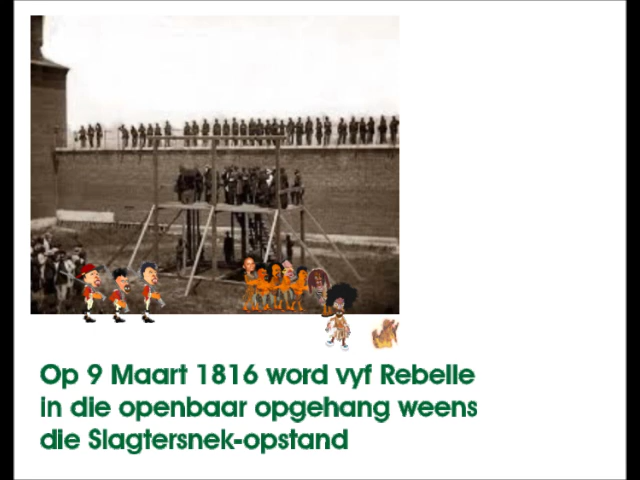 Op 9 Maart 1816 word vyf Rebelle
in die openbaar opgehang weens
die Slagtersnek-opstand